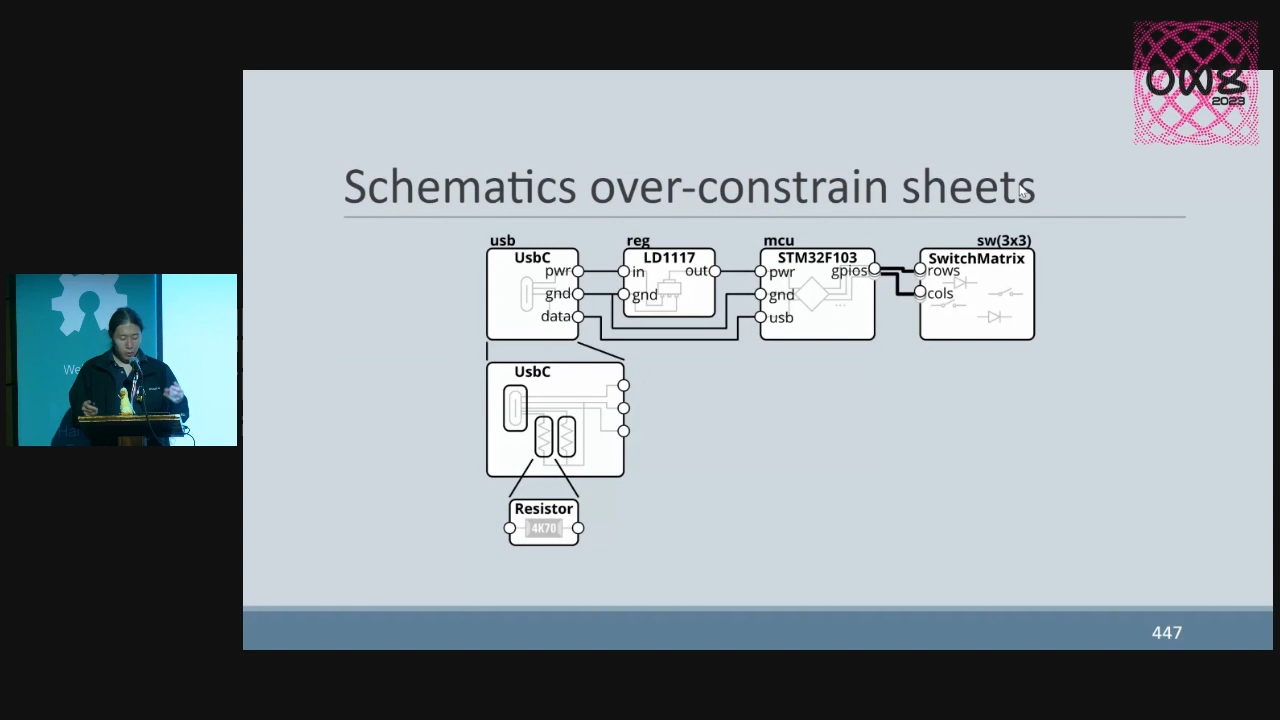 OW8
2023
Schematics over-constrain sheets
usb
reg
mcu
sw(3x3)
UsbC
LD1117
STM32F103
SwitchMatrix
pwr
in
out
pwr
gpios
rows
gnd
gnd
gnd
cols
data
usb
UsbC
Resistor
4K70
We
447